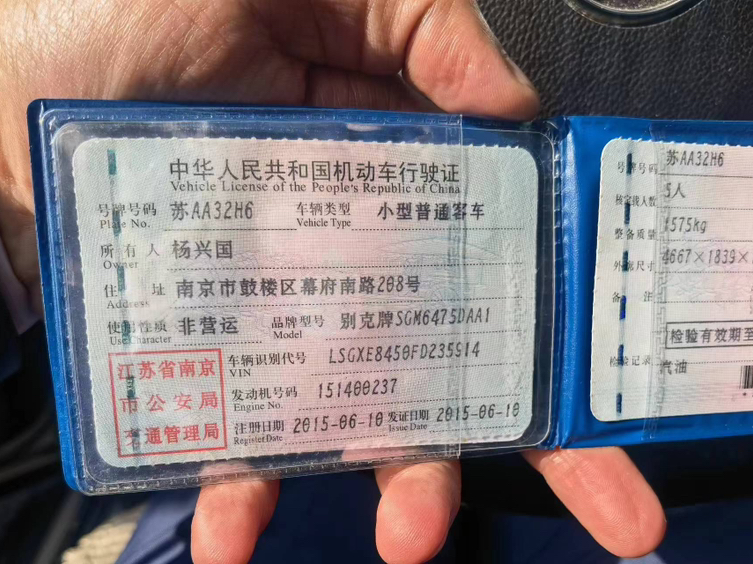 中华人民共和国机动车行驶证
Vehicle License of the People's Republic of China
号牌号码 苏AA32H6 车辆类型 小型普通客车
Plate No. Vehicle Type
所有人 杨兴国
Owner
住址 南京市鼓楼区幕府南路208号
Address
使用性质 非营运 品牌型号 别克牌SGM6475DAA1
Use Character Model
车辆识别代号 LSGXE8450FD235914
VIN
发动机号码 151400237
Engine No.
注册日期 2015-06-10 发证日期 2015-06-10
Register Date Issue Date
江苏省南京
市公安局
交通管理局
号牌号码 苏AA32H6
核定载人数 5人
整备质量 1575kg
外廓尺寸 4667×1839×
备注
检验有效期至
检验记录
汽油